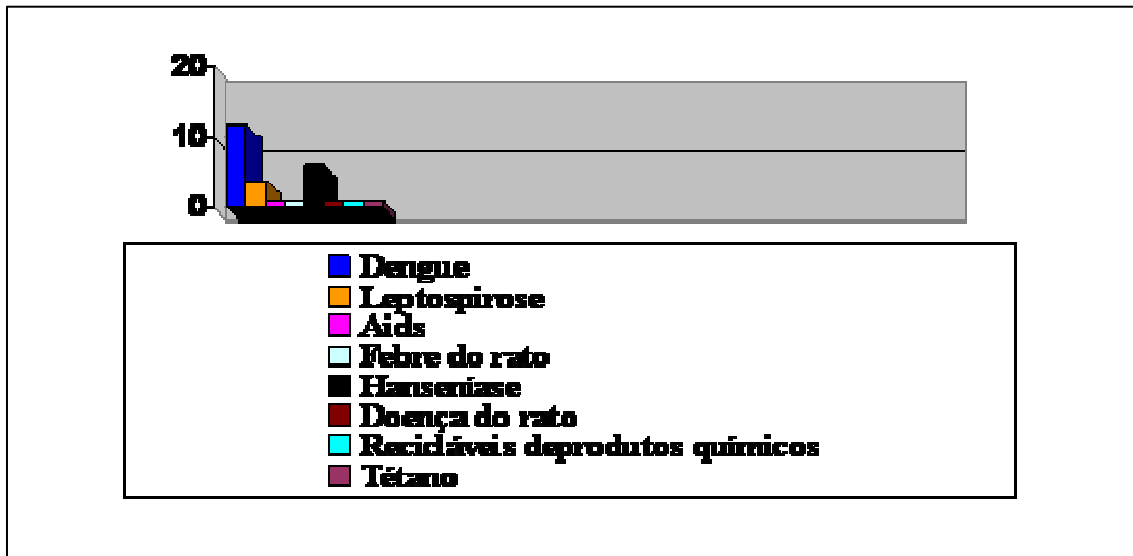 20
10
0
Dengue
Leptospirose
Aids
Febre do rato
Hanseníase
Doença do rato
Recicláveis deprodutos químicos
Tétano